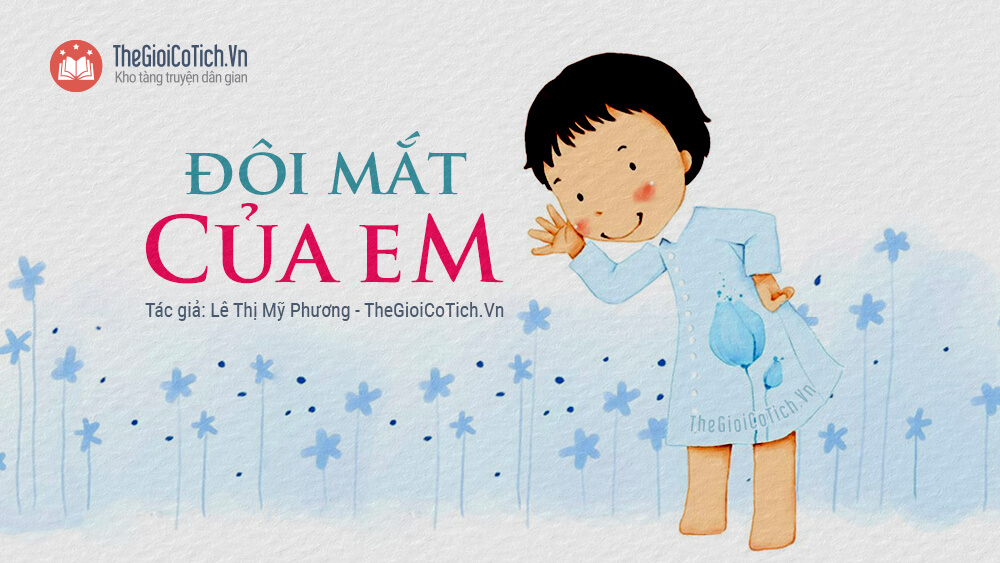 TheGioiCoTich.Vn
Kho tàng truyện dân gian
ĐÔI MẮT
CỦA EM
Tác giả: Lê Thị Mỹ Phương - TheGioiCoTich.Vn
TheGioiCoTich.Vn